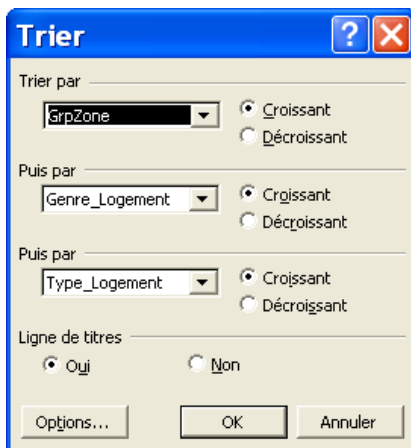 Trier
Trier par
GrpZone
Croissant
Décroissant
Puis par
Genre_Logement
Croissant
Décroissant
Puis par
Type_Logement
Croissant
Décroissant
Ligne de titres
Oui
Non
Options...
OK
Annuler